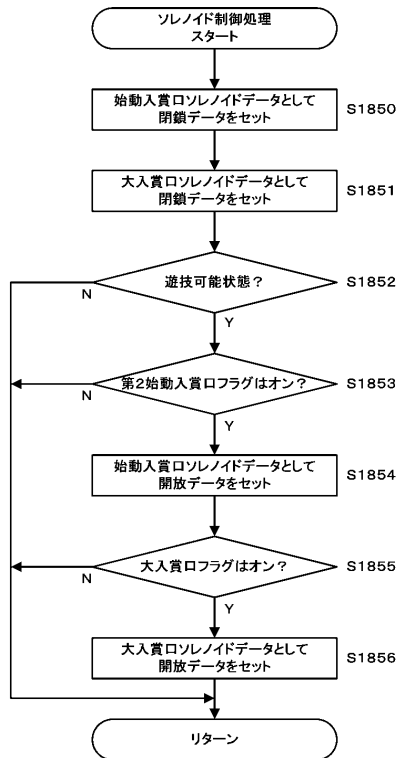 ソレノイド制御処理
スタート
始動入賞口ソレノイドデータとして
閉鎖データをセット
S1850
大入賞口ソレノイドデータとして
閉鎖データをセット
S1851
遊技可能状態?
S1852
N
Y
第2始動入賞口フラグはオン?
S1853
N
Y
始動入賞口ソレノイドデータとして
開放データをセット
S1854
大入賞口フラグはオン?
S1855
N
Y
大入賞口ソレノイドデータとして
開放データをセット
S1856
リターン